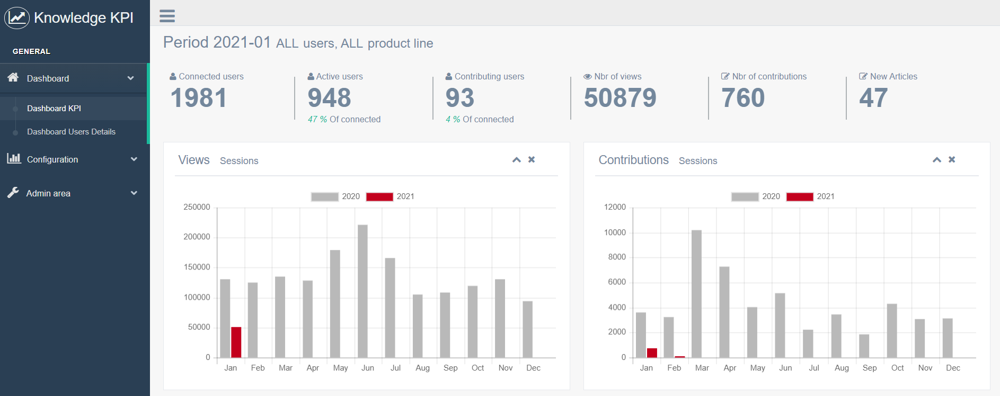 Knowledge KPI
GENERAL
Dashboard
Dashboard KPI
Dashboard Users Details
Configuration
Admin area
Period 2021-01 ALL users, ALL product line
Connected users
1981
Active users
948
47 % Of connected
Contributing users
93
4 % Of connected
Nbr of views
50879
Nbr of contributions
760
New Articles
47
Views Sessions
2020 2021
250000
200000
150000
100000
50000
0
Jan Feb Mar Apr May Jun Jul Aug Sep Oct Nov Dec
Contributions Sessions
2020 2021
12000
10000
8000
6000
4000
2000
0
Jan Feb Mar Apr May Jun Jul Aug Sep Oct Nov Dec